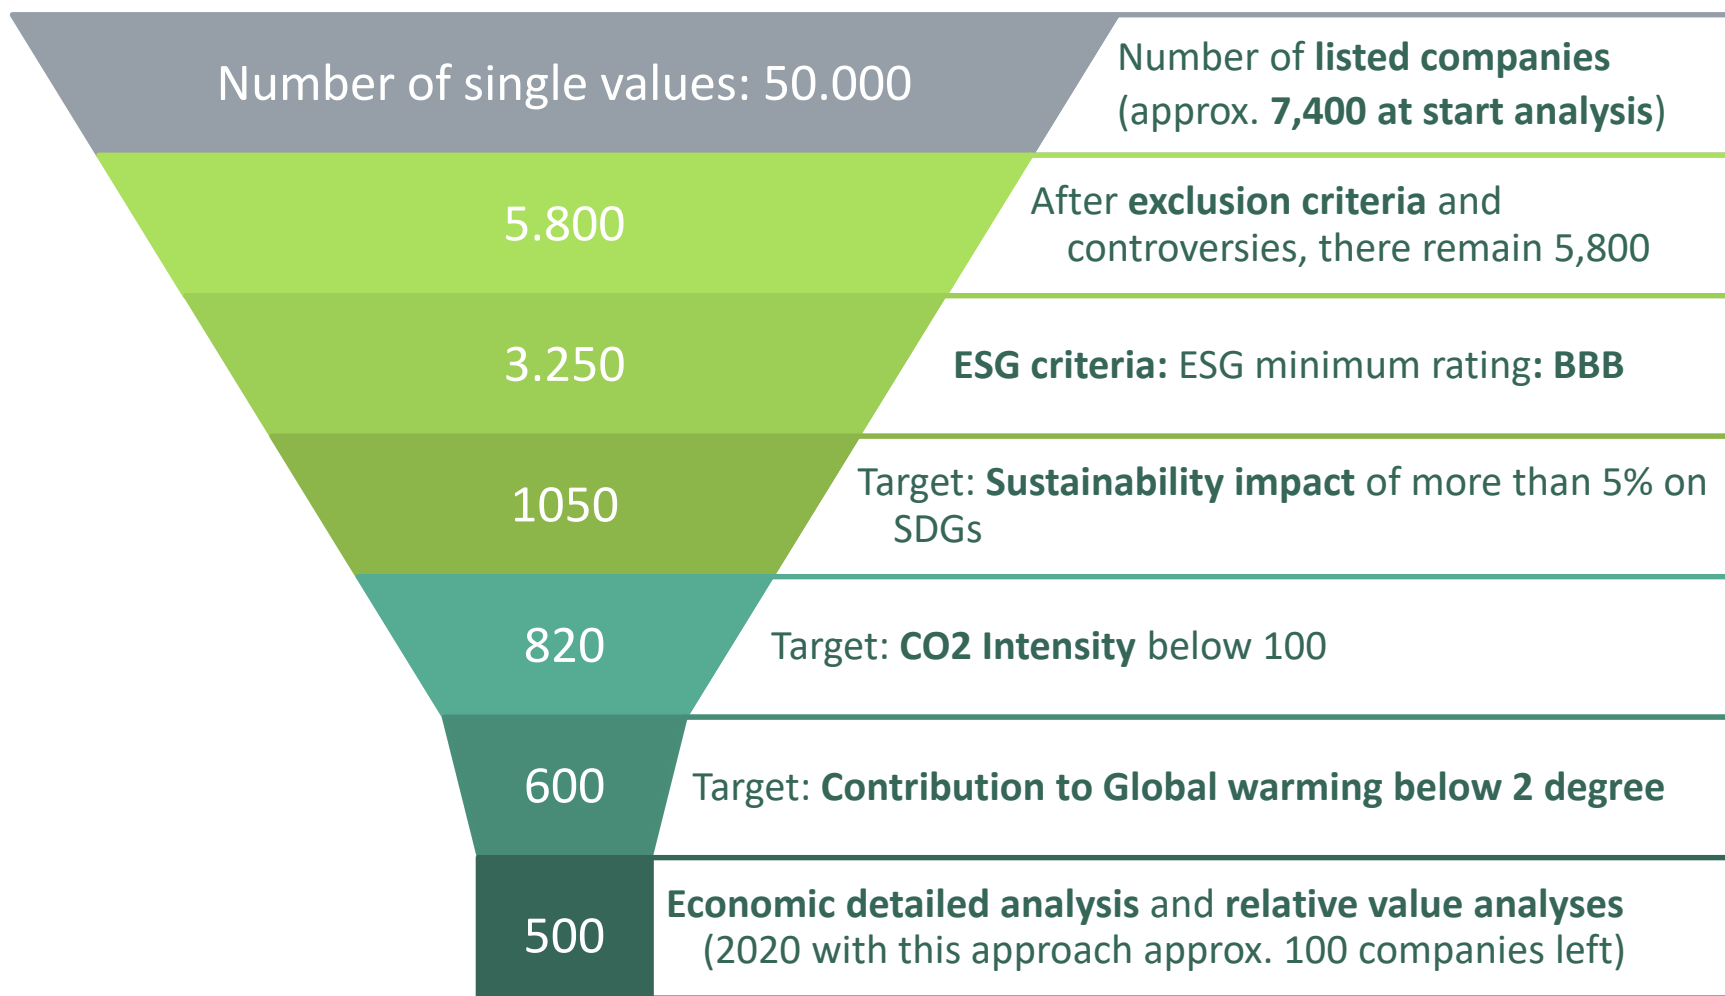 Number of single values: 50.000
Number of listed companies
(approx. 7,400 at start analysis)
5.800
After exclusion criteria and
controversies, there remain 5,800
3.250
ESG criteria: ESG minimum rating: BBB
1050
Target: Sustainability impact of more than 5% on
SDGs
820
Target: CO2 Intensity below 100
600
Target: Contribution to Global warming below 2 degree
500
Economic detailed analysis and relative value analyses
(2020 with this approach approx. 100 companies left)